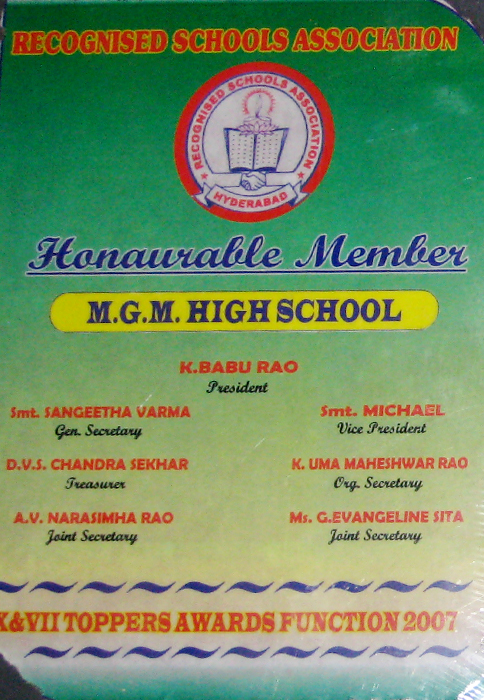 RECOGNISED SCHOOLS ASSOCIATION
RECOGNISED SCHOOLS ASSOCIATION
HYDERABAD
Honaurable Member
M.G.M. HIGH SCHOOL
K.BABU RAO
President
Smt. SANGEETHA VARMA Smt. MICHAEL
Gen. Secretary Vice President
D.V.S. CHANDRA SEKHAR K. UMA MAHESHWAR RAO
Treasurer Org. Secretary
A.V. NARASIMHA RAO Ms. G.EVANGELINE SITA
Joint Secretary Joint Secretary
X&VII TOPPERS AWARDS FUNCTION 2007